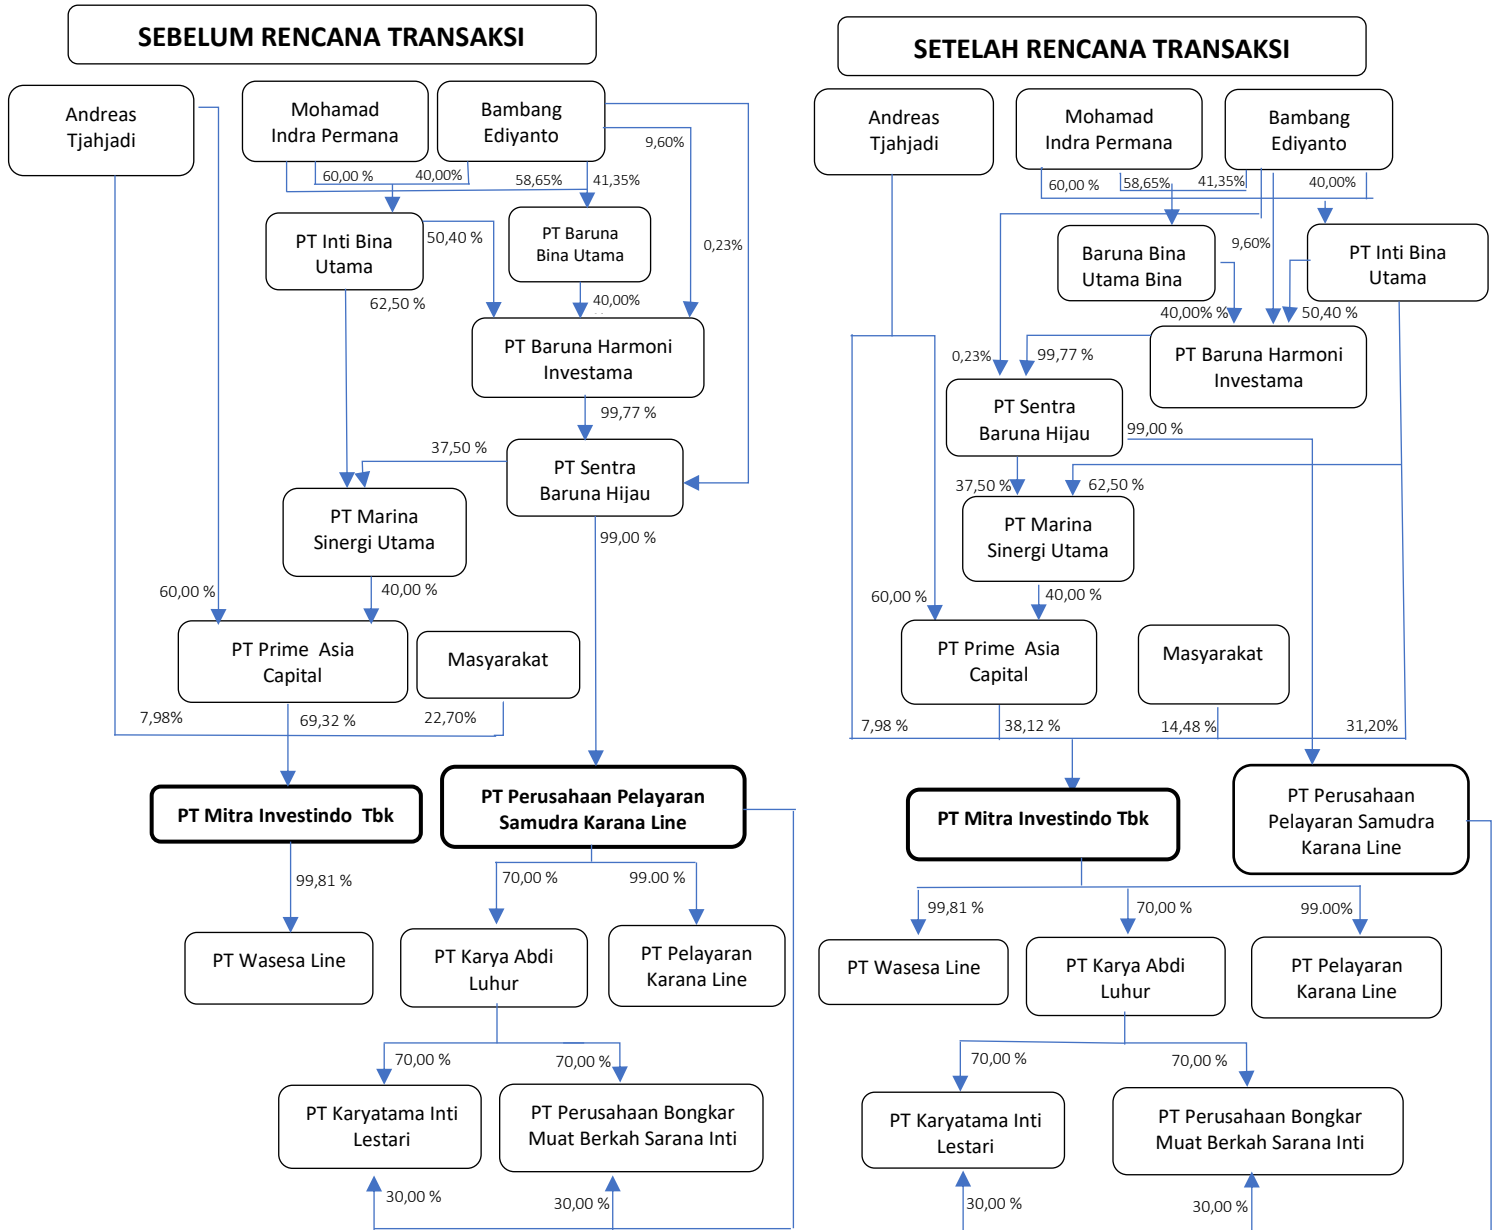 SEBELUM RENCANA TRANSAKSI
Andreas
Tjahjadi
Mohamad
Indra Permana
Bambang
Ediyanto
9,60%
60,00 %
40,00%
58,65%
41,35%
PT Inti Bina
Utama
50,40 %
PT Baruna
Bina Utama
0,23%
62,50 %
40,00%
PT Baruna Harmoni
Investama
99,77 %
37,50 %
PT Sentra
Baruna Hijau
PT Marina
Sinergi Utama
99,00 %
60,00 %
40,00 %
PT Prime  Asia
Capital
Masyarakat
7,98%
69,32 %
22,70%
PT Mitra Investindo  Tbk
PT Perusahaan Pelayaran
Samudra Karana Line
99,81 %
70,00 %
99.00 %
PT Wasesa Line
PT Karya Abdi
Luhur
PT Pelayaran
Karana Line
70,00 %
70,00 %
PT Karyatama Inti
Lestari
PT Perusahaan Bongkar
Muat Berkah Sarana Inti
30,00 %
30,00 %
SETELAH RENCANA TRANSAKSI
Andreas
Tjahjadi
Mohamad
Indra Permana
Bambang
Ediyanto
60,00 %
58,65%
41,35%
40,00%
Baruna Bina
Utama Bina
9,60%
PT Inti Bina
Utama
40,00% %
50,40 %
0,23%
99,77 %
PT Baruna Harmoni
Investama
PT Sentra
Baruna Hijau
99,00 %
37,50 %
62,50 %
PT Marina
Sinergi Utama
60,00 %
40,00 %
PT Prime  Asia
Capital
Masyarakat
7,98 %
38,12 %
14,48 %
31,20%
PT Mitra Investindo Tbk
PT Perusahaan
Pelayaran Samudra
Karana Line
99,81 %
70,00 %
99.00%
PT Wasesa Line
PT Karya Abdi
Luhur
PT Pelayaran
Karana Line
70,00 %
70,00 %
PT Karyatama Inti
Lestari
PT Perusahaan Bongkar
Muat Berkah Sarana Inti
30,00 %
30,00 %